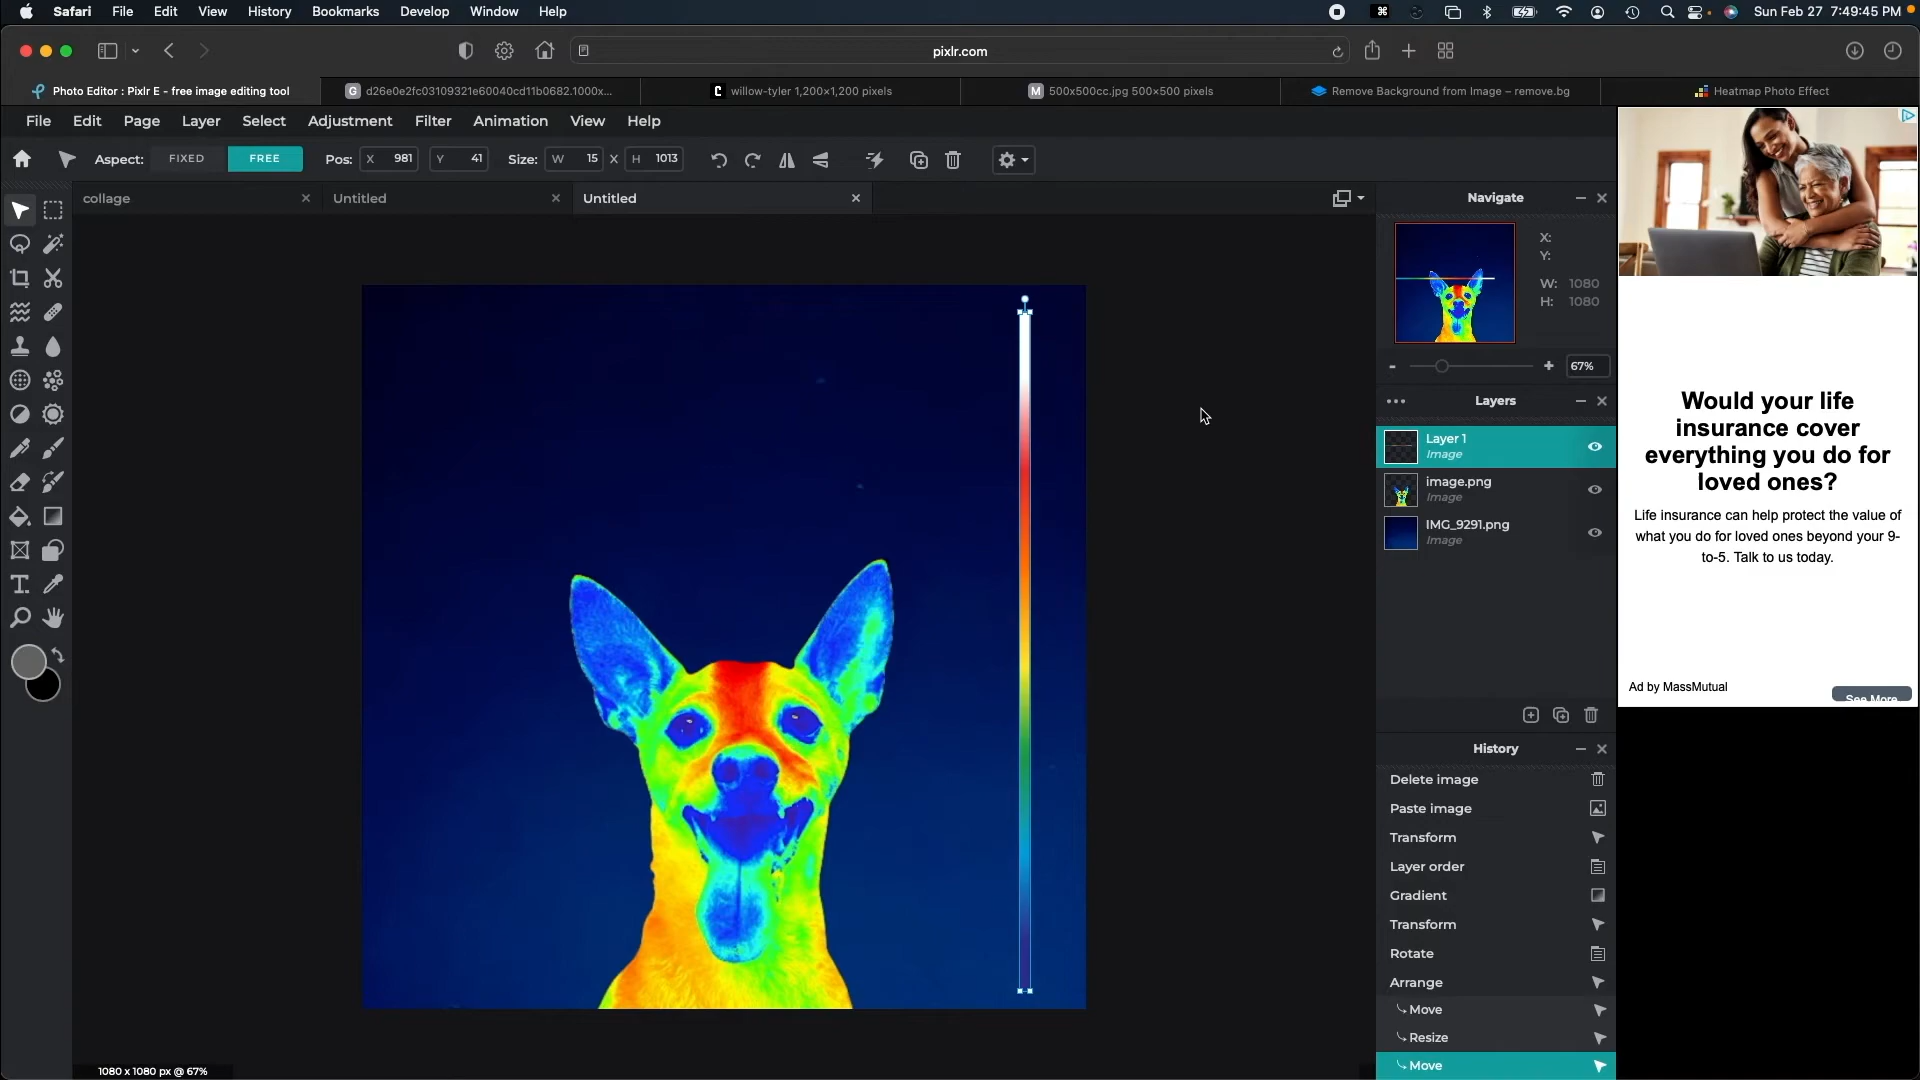 Safari File Edit View History Bookmarks Develop Window Help Sun Feb 27 7:49:45 PM
pixlr.com
Photo Editor : Pixlr E - free image editing tool
d26e0e2fc03109321e60040cd11b0682.1000x...
willow-tyler 1,200×1,200 pixels
500x500cc.jpg 500×500 pixels
Remove Background from Image – remove.bg
Heatmap Photo Effect
File Edit Page Layer Select Adjustment Filter Animation View Help
Aspect: FIXED FREE Pos: X 981 Y 41 Size: W 15 X H 1013
collage
Untitled
Untitled
Navigate
X:
Y:
W: 1080
H: 1080
67%
Layers
Layer 1
Image
image.png
Image
IMG_9291.png
Image
History
Delete image
Paste image
Transform
Layer order
Gradient
Transform
Rotate
Arrange
Move
Resize
Move
1080 x 1080 px @ 67%
Would your life
insurance cover
everything you do for
loved ones?
Life insurance can help protect the value of
what you do for loved ones beyond your 9-
to-5. Talk to us today.
Ad by MassMutual
See More